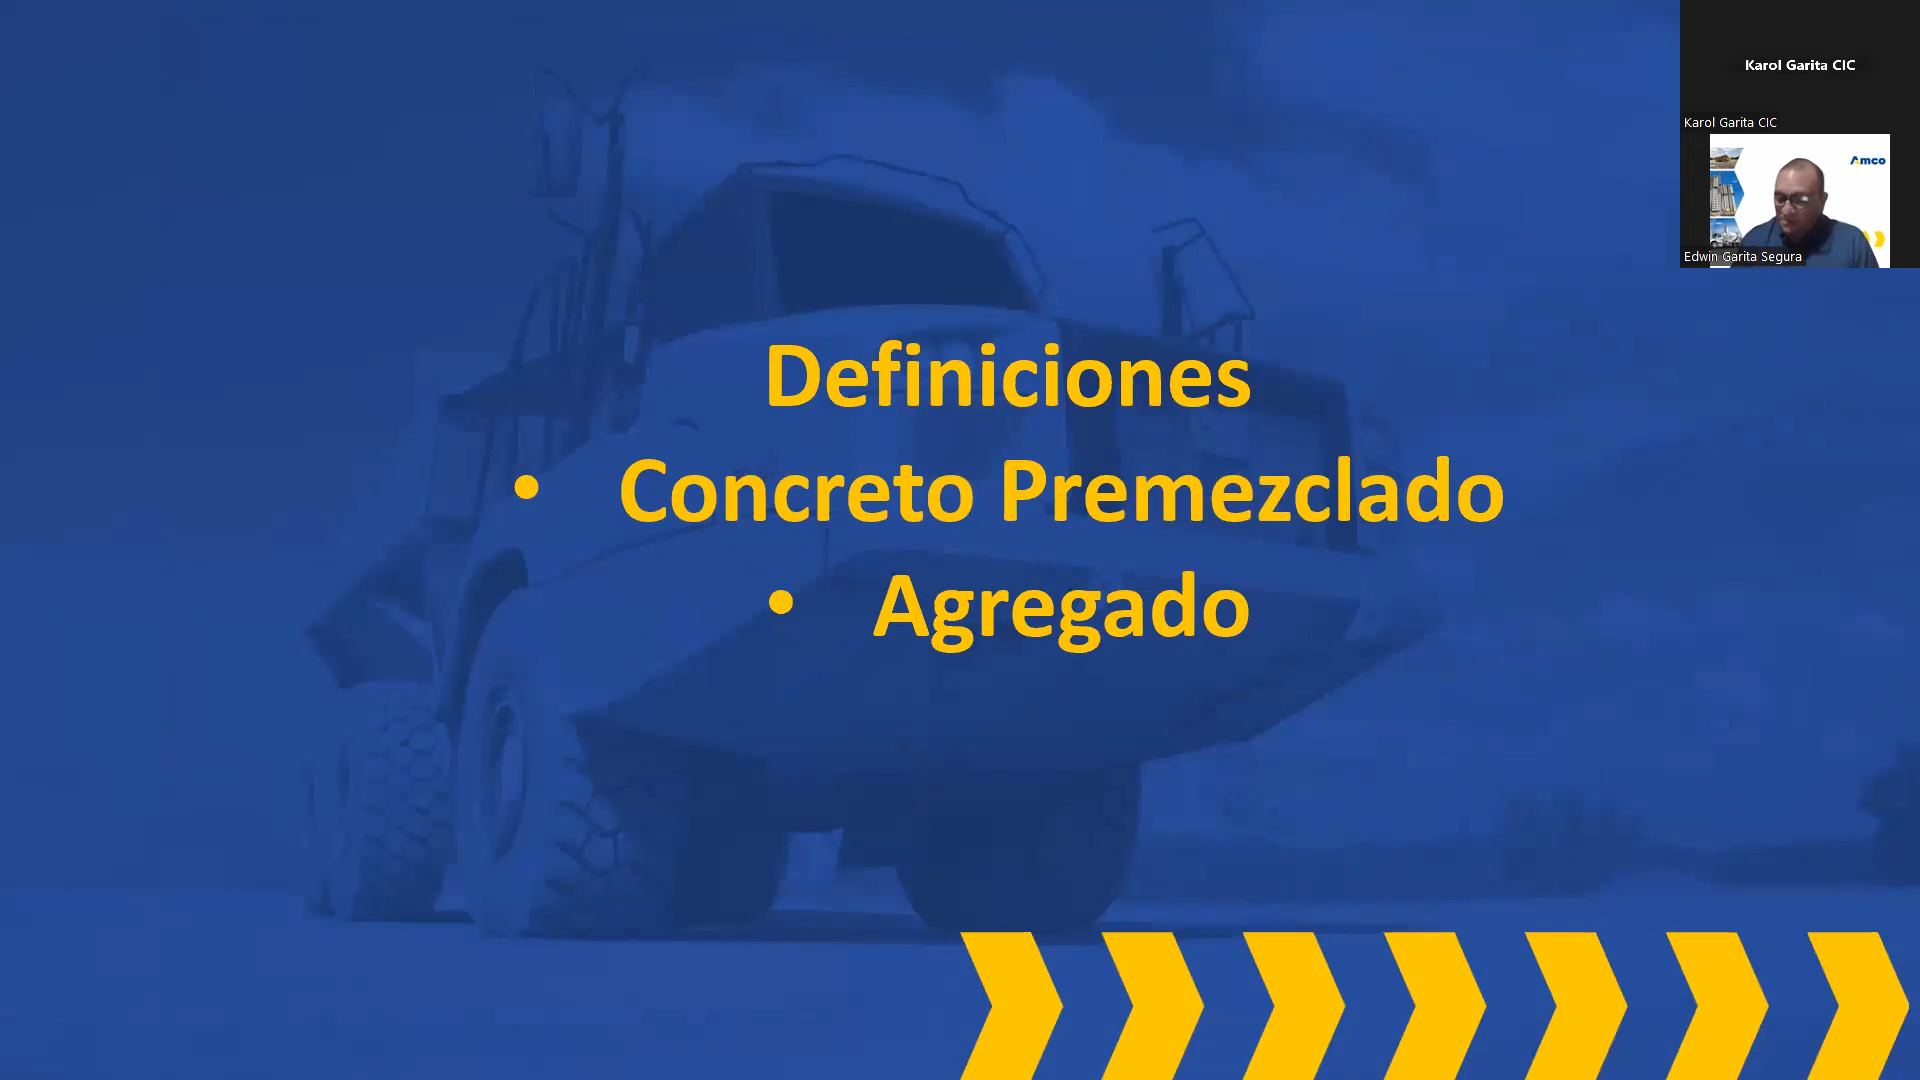 Karol Garita CIC
Karol Garita CIC
Amco
Edwin Garita Segura
Definiciones
• Concreto Premezclado
• Agregado